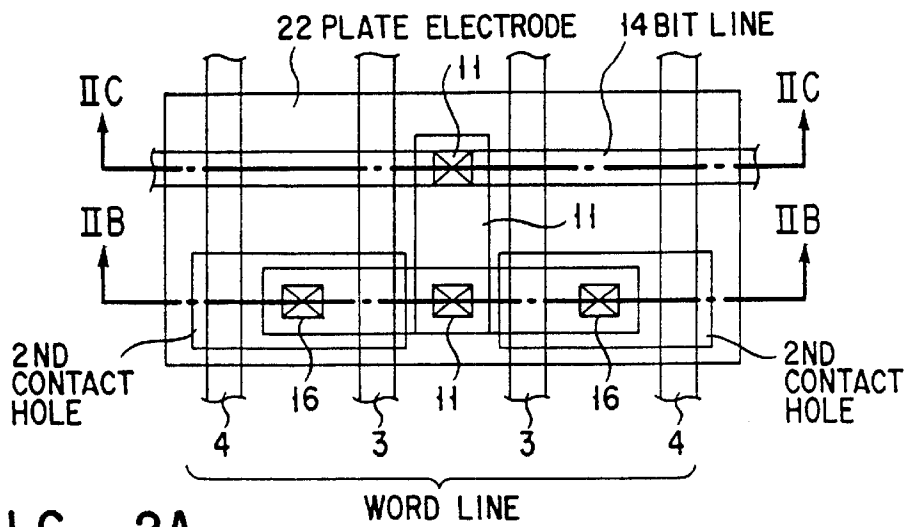 22 PLATE ELECTRODE
14 BIT LINE
11
IIC
IIC
11
IIB
IIB
2ND
CONTACT
HOLE
16
11
16
2ND
CONTACT
HOLE
4
3
3
4
WORD LINE